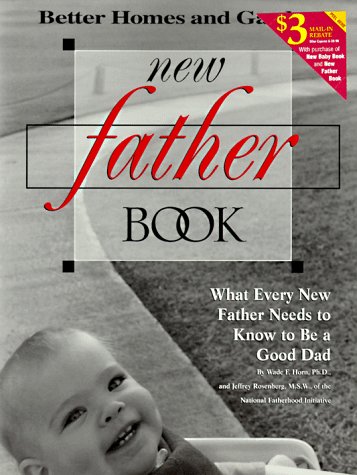 Better Homes and Ga
$3
MAIL-IN
REBATE
With purchase of
New Baby Book
and New
Father
Book
new
father
BOOK
What Every New
Father Needs to
Know to Be a
Good Dad
By Wade F. Horn, Ph.D.,
and Jeffrey Rosenberg, M.S.W., of the
National Fatherhood Initiative